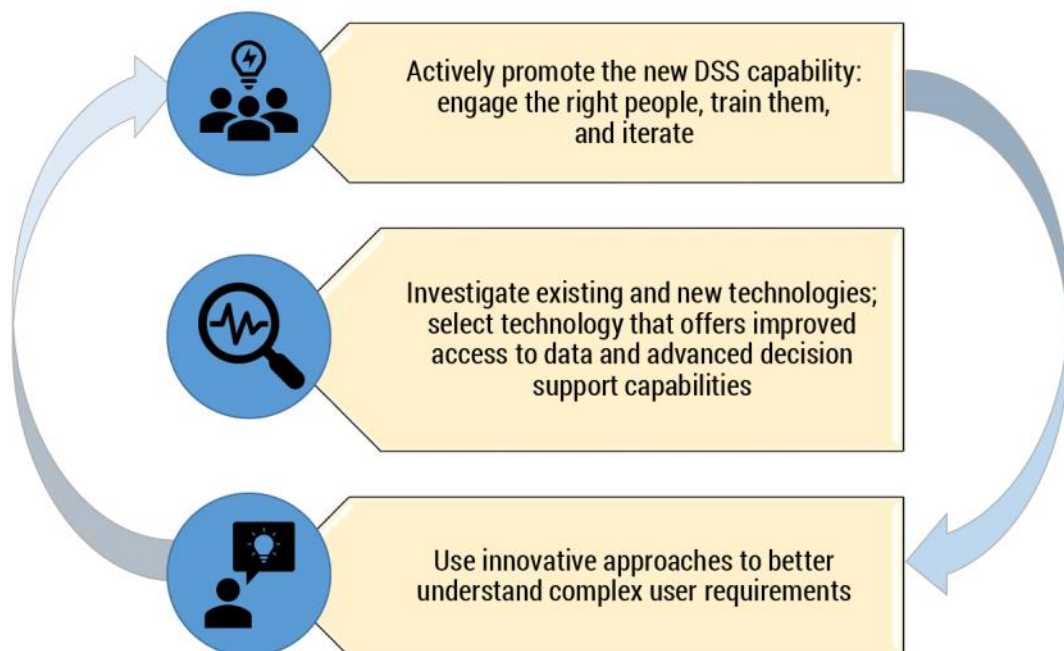 Actively promote the new DSS capability:
engage the right people, train them,
and iterate
Investigate existing and new technologies;
select technology that offers improved
access to data and advanced decision
support capabilities
Use innovative approaches to better
understand complex user requirements